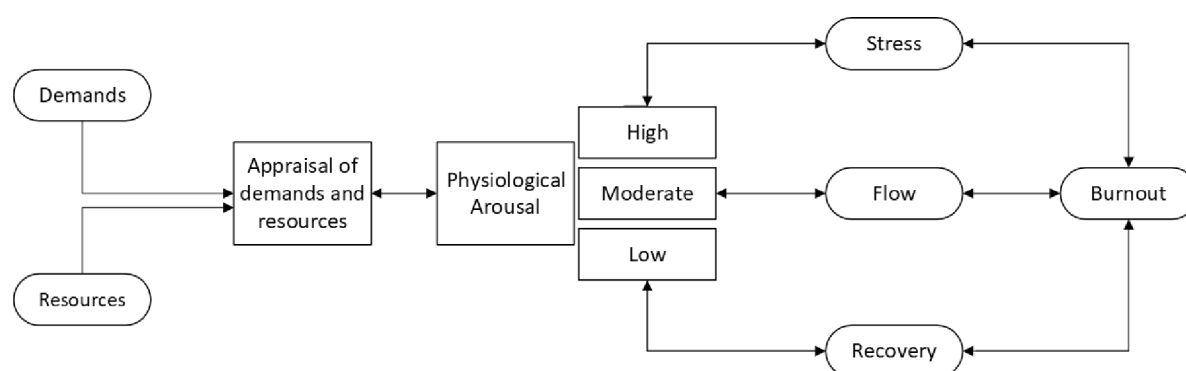 Stress
Demands
High
Appraisal of
demands and
resources
Physiological
Arousal
Moderate
Flow
Burnout
Low
Resources
Recovery